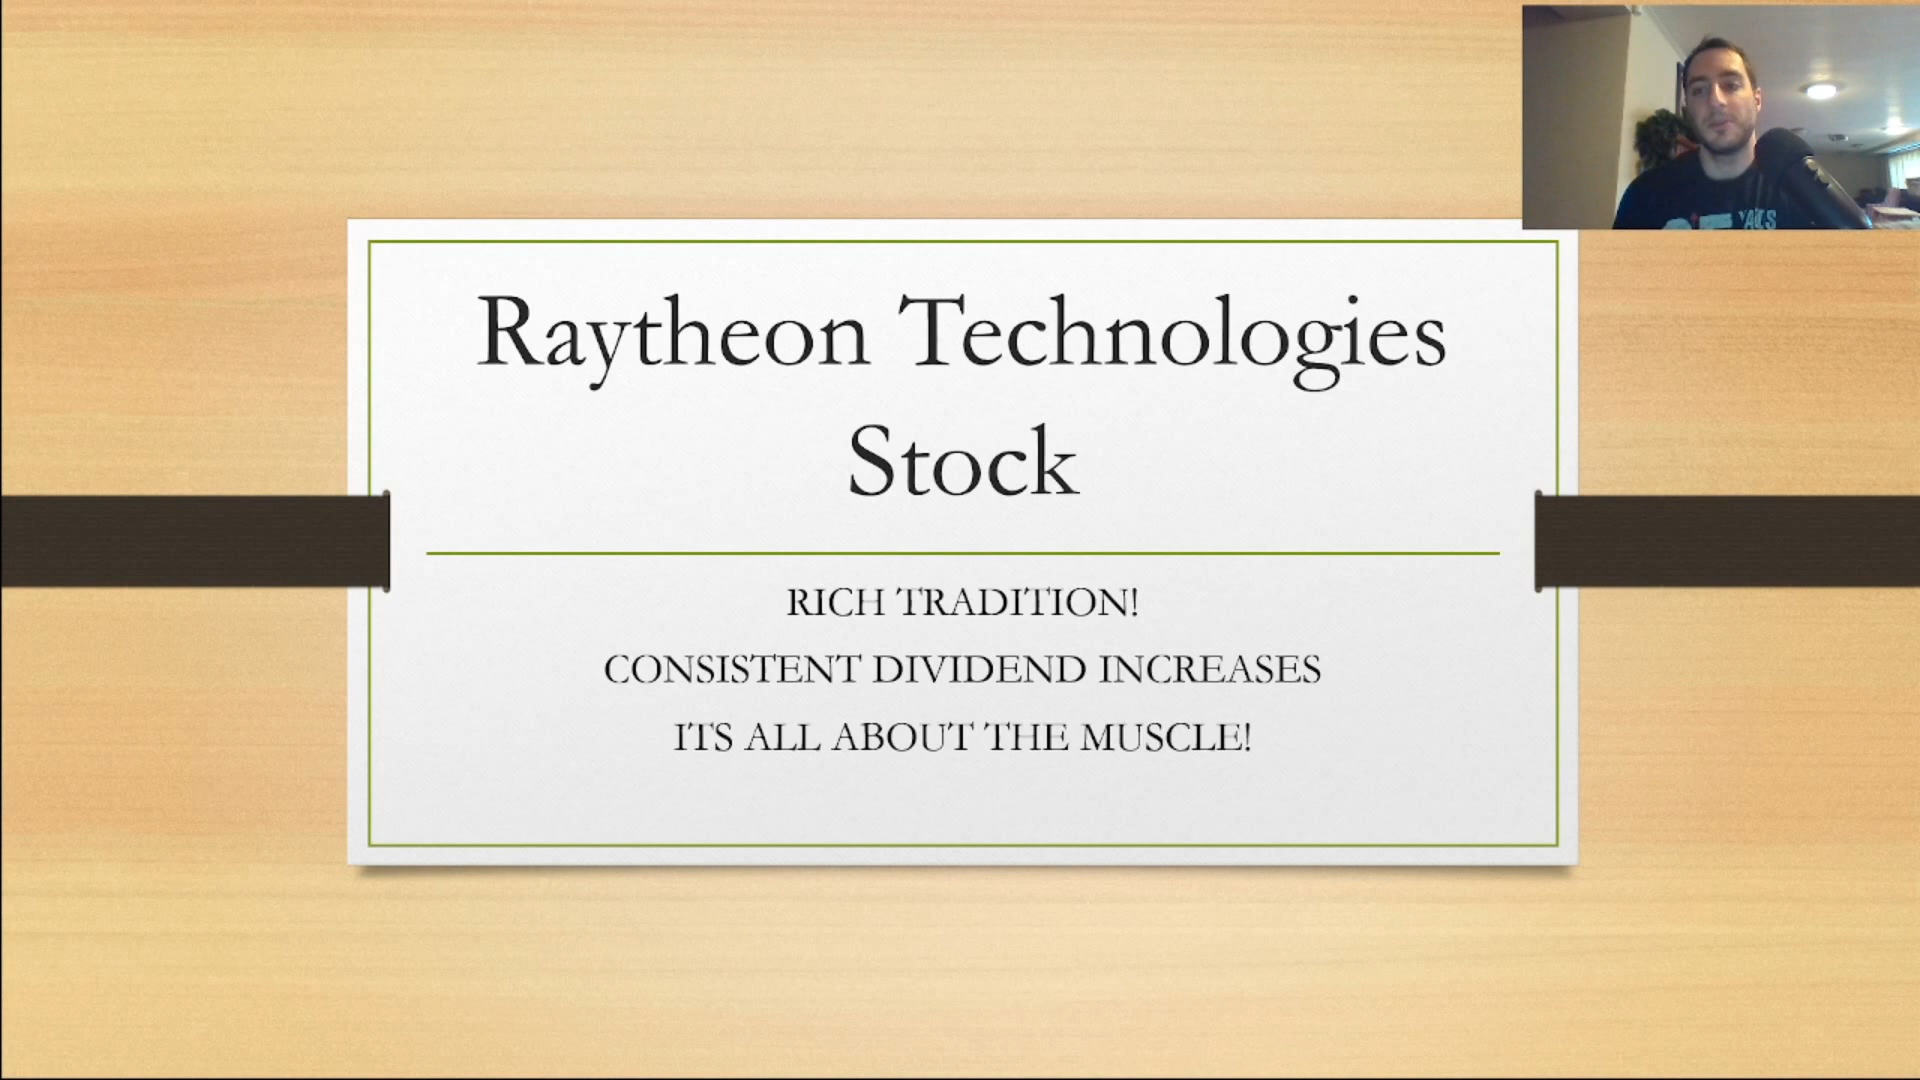 Raytheon Technologies
Stock
RICH TRADITION!
CONSISTENT DIVIDEND INCREASES
ITS ALL ABOUT THE MUSCLE!